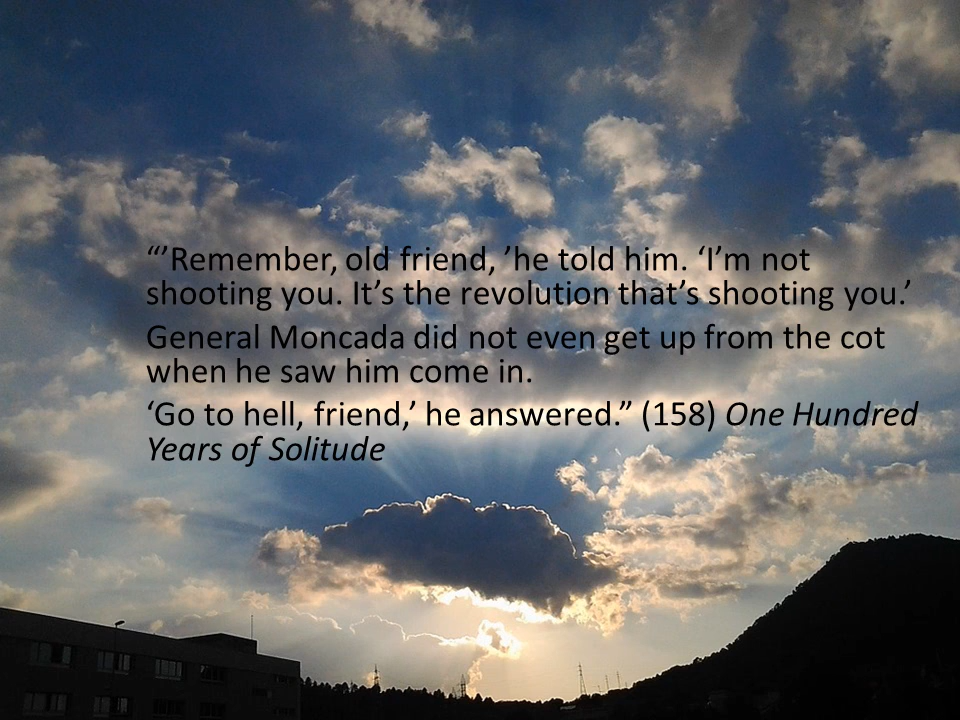 “’Remember, old friend, ’he told him. ‘I’m not
shooting you. It’s the revolution that’s shooting you.’
General Moncada did not even get up from the cot
when he saw him come in.
‘Go to hell, friend,’ he answered.” (158) One Hundred
Years of Solitude